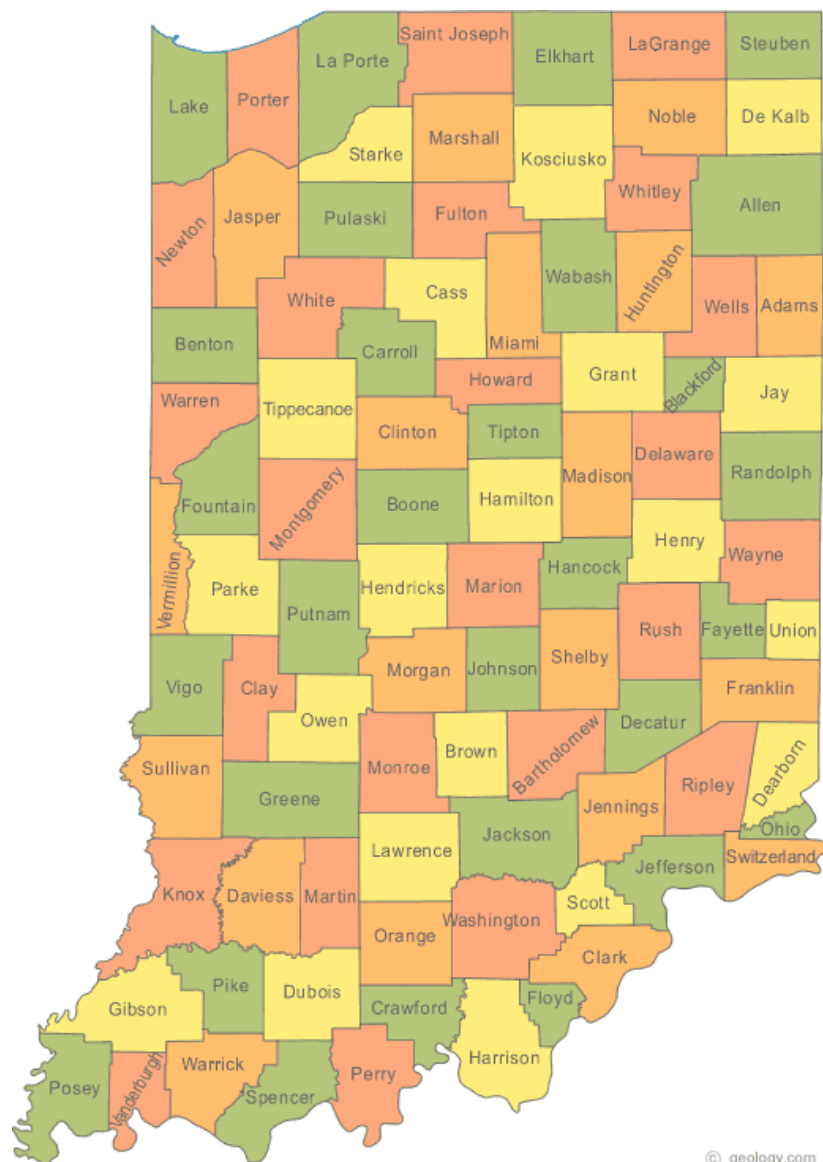 Saint Joseph
LaGrange
Steuben
Elkhart
La Porte
Lake
Porter
Noble
De Kalb
Marshall
Starke
Kosciusko
Whitley
Allen
Jasper
Pulaski
Fulton
Newton
Wabash
Huntington
White
Cass
Wells
Adams
Benton
Miami
Carroll
Grant
Howard
Blackford
Jay
Warren
Tippecanoe
Clinton
Tipton
Delaware
Madison
Randolph
Fountain
Montgomery
Boone
Hamilton
Henry
Wayne
Vermillion
Parke
Putnam
Hendricks
Marion
Hancock
Rush
Fayette
Union
Vigo
Clay
Morgan
Johnson
Shelby
Franklin
Owen
Decatur
Sullivan
Monroe
Brown
Bartholomew
Ripley
Dearborn
Greene
Jennings
Jackson
Ohio
Lawrence
Switzerland
Jefferson
Knox
Daviess
Martin
Scott
Washington
Orange
Clark
Pike
Dubois
Gibson
Crawford
Floyd
Harrison
Posey
Vanderburgh
Warrick
Spencer
Perry
© geology.com